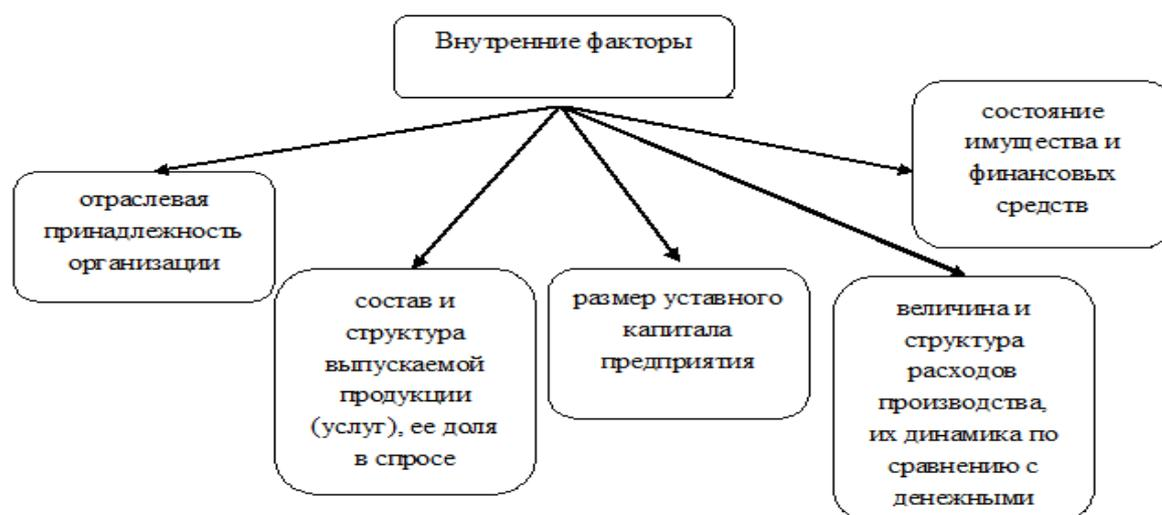 Внутренние факторы
отраслевая
принадлежность
организации
состав и
структура
выпускаемой
продукции
(услуг), ее доля
в спросе
размер уставного
капитала
предприятия
величина и
структура
расходов
производства,
их динамика по
сравнению с
денежными
состояние
имущества и
финансовых
средств